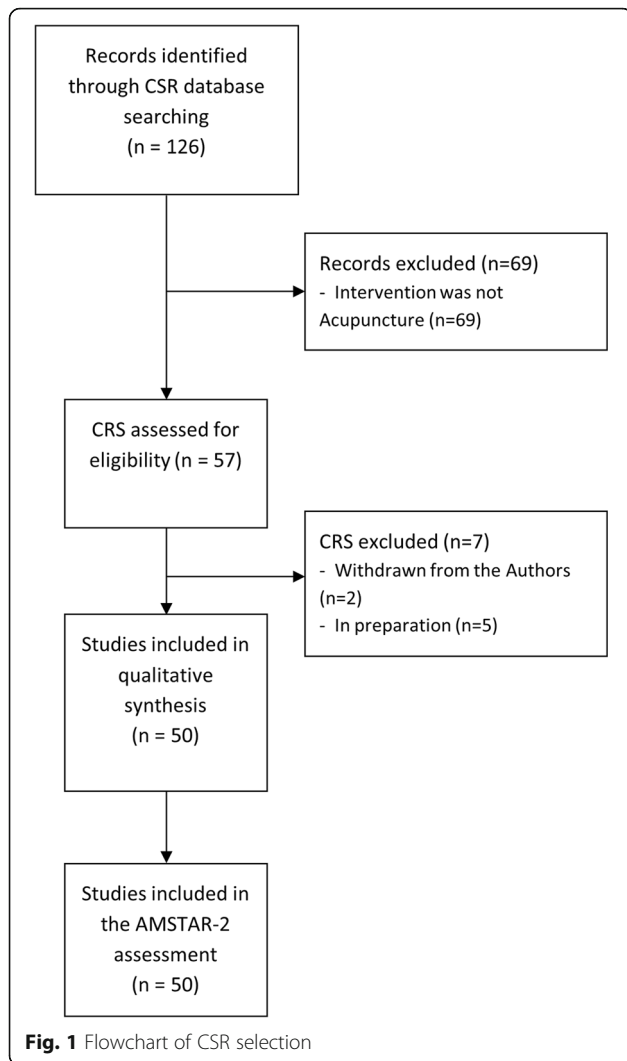 Records identified
through CSR database
searching
(n = 126)
Records excluded (n=69)
- Intervention was not
Acupuncture (n=69)
CRS assessed for
eligibility (n = 57)
CRS excluded (n=7)
- Withdrawn from the Authors
(n=2)
- In preparation (n=5)
Studies included in
qualitative
synthesis
(n = 50)
Studies included in
the AMSTAR-2
assessment
(n = 50)
Fig. 1 Flowchart of CSR selection